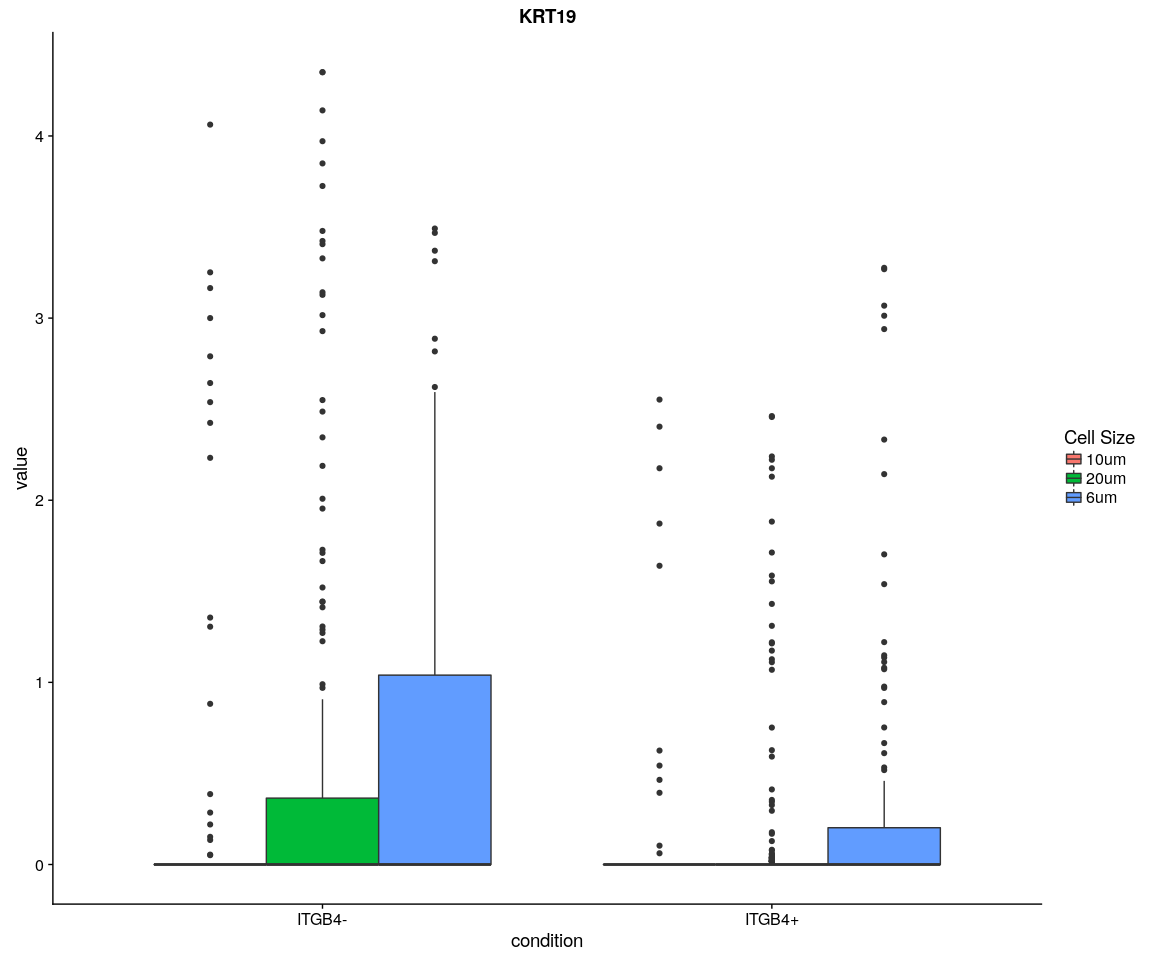 KRT19
4
3
2
1
0
value
ITGB4-
ITGB4+
condition
Cell Size
10um
20um
6um